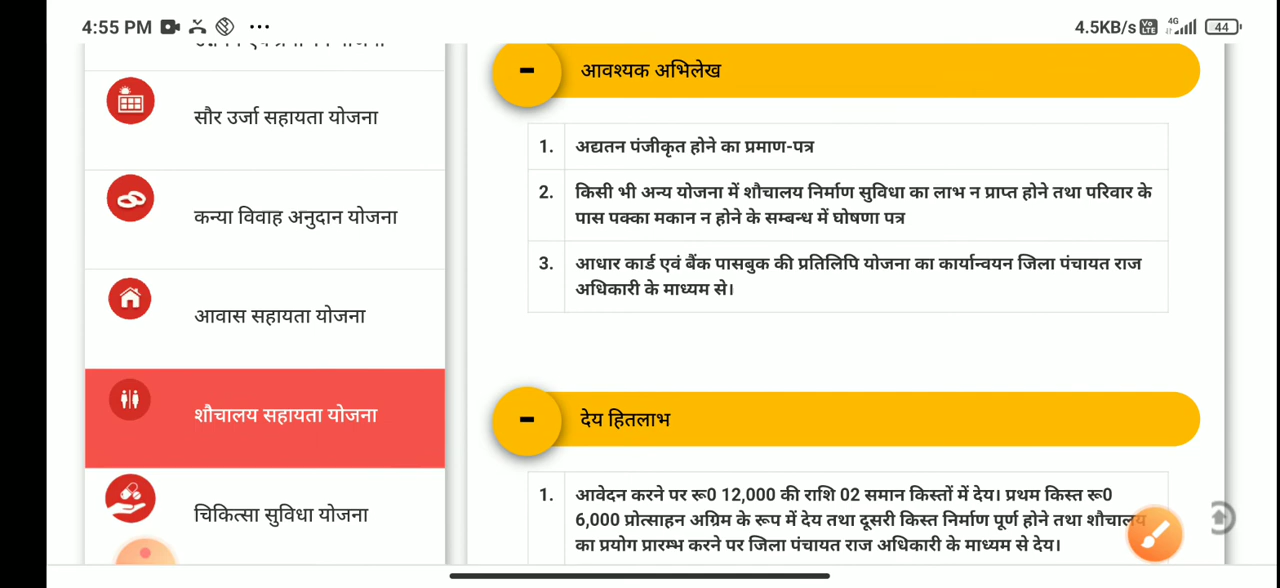 4:55 PM ...
4.5KB/s Vo LTE 4G 44
सौर उर्जा सहायता योजना
कन्या विवाह अनुदान योजना
आवास सहायता योजना
शौचालय सहायता योजना
चिकित्सा सुविधा योजना
आवश्यक अभिलेख
1. अद्यतन पंजीकृत होने का प्रमाण-पत्र
2. किसी भी अन्य योजना में शौचालय निर्माण सुविधा का लाभ न प्राप्त होने तथा परिवार के
पास पक्का मकान न होने के सम्बन्ध में घोषणा पत्र
3. आधार कार्ड एवं बैंक पासबुक की प्रतिलिपि योजना का कार्यान्वयन जिला पंचायत राज
अधिकारी के माध्यम से।
देय हितलाभ
1. आवेदन करने पर रू0 12,000 की राशि 02 समान किस्तों में देय। प्रथम किस्त रू0
6,000 प्रोत्साहन अग्रिम के रूप में देय तथा दूसरी किस्त निर्माण पूर्ण होने तथा शौचालय
का प्रयोग प्रारम्भ करने पर जिला पंचायत राज अधिकारी के माध्यम से देय।